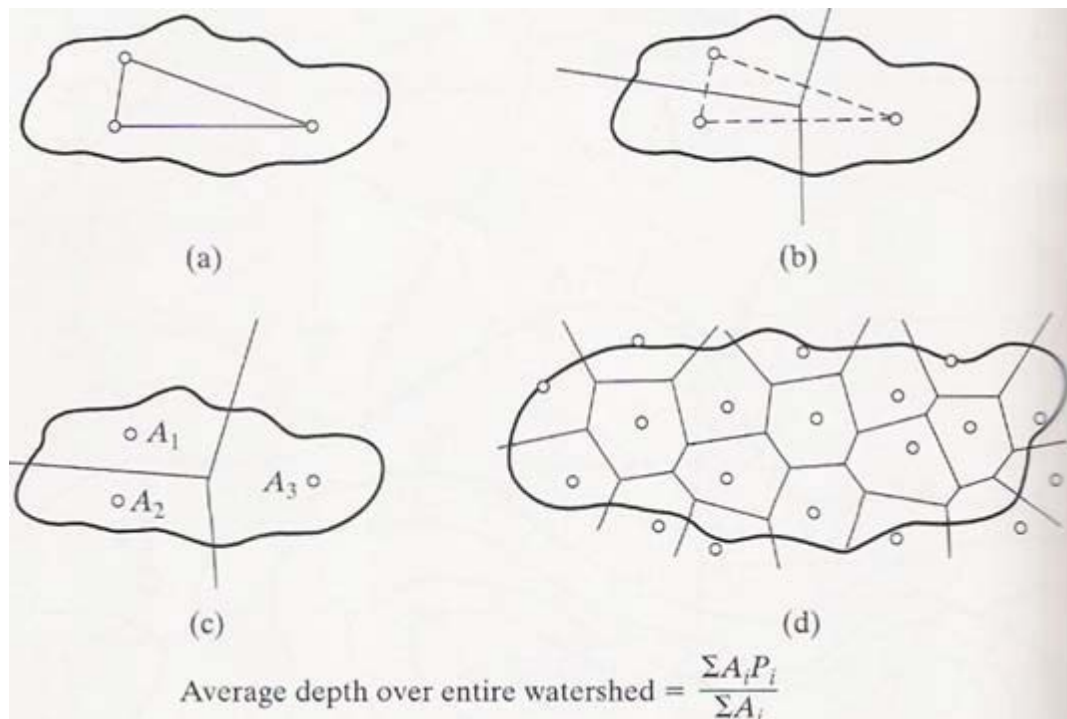 (a)
(b)
A₁
A₂
A₃
(c)
(d)
Average depth over entire watershed = ΣAᵢPᵢ / ΣAᵢ